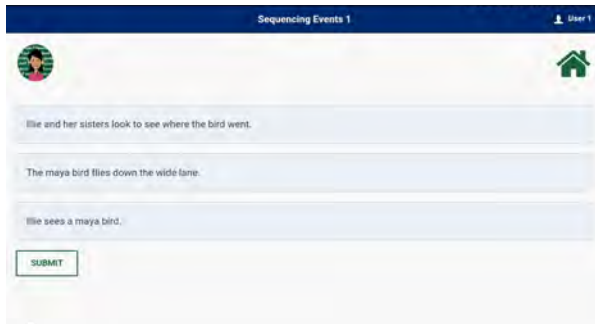 Sequencing Events 1
User 1
Illie and her sisters look to see where the bird went.
The maya bird flies down the wide lane.
Illie sees a maya bird.
SUBMIT